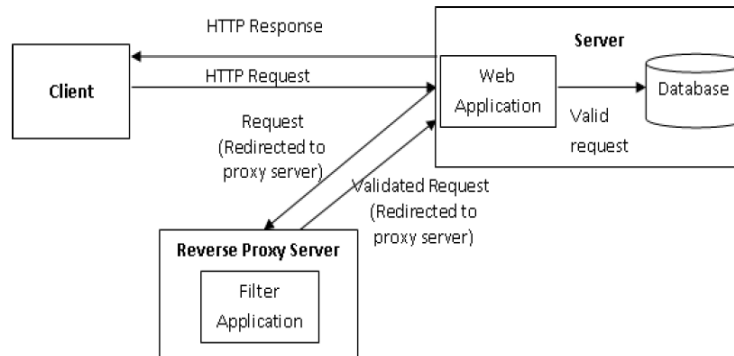 HTTP Response
Server
Client
HTTP Request
Web
Application
Database
Valid
request
Request
(Redirected to
proxy server)
Validated Request
(Redirected to
proxy server)
Reverse Proxy Server
Filter
Application